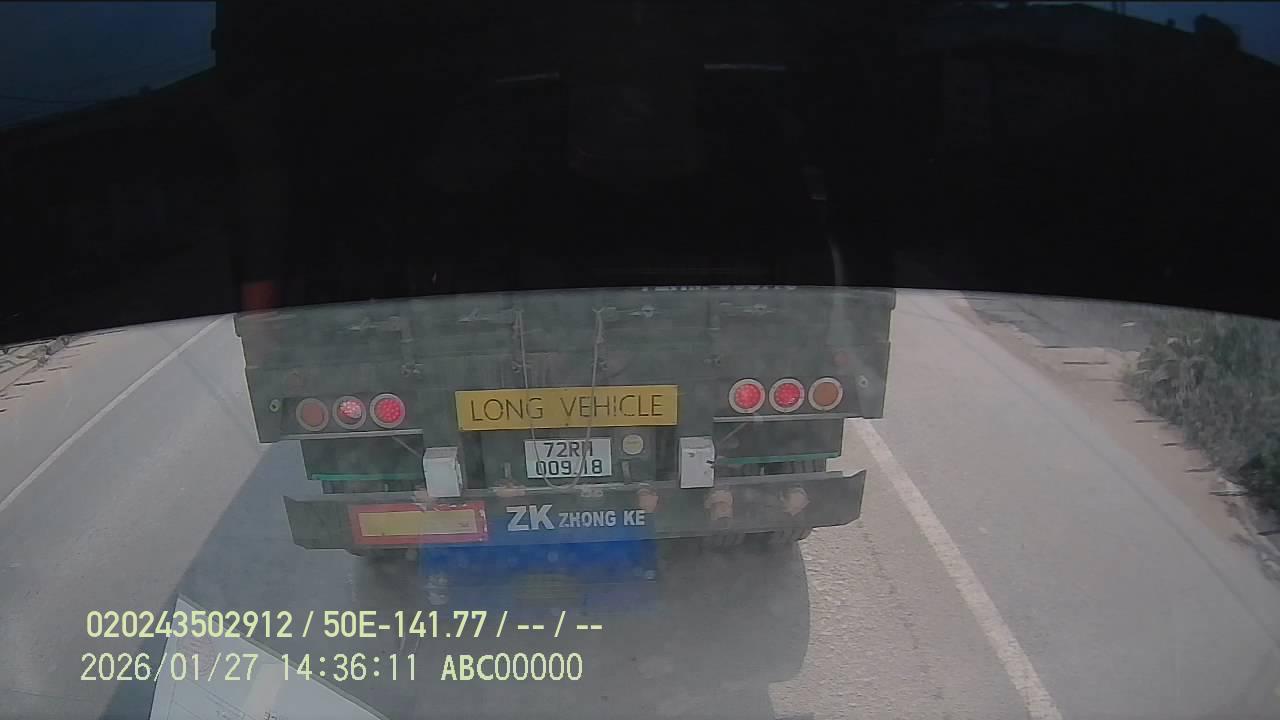 LONG VEHICLE
72RM
009.18
ZK ZHONG KE
020243502912 / 50E-141.77 / -- / --
2026/01/27 14:36:11 ABC00000